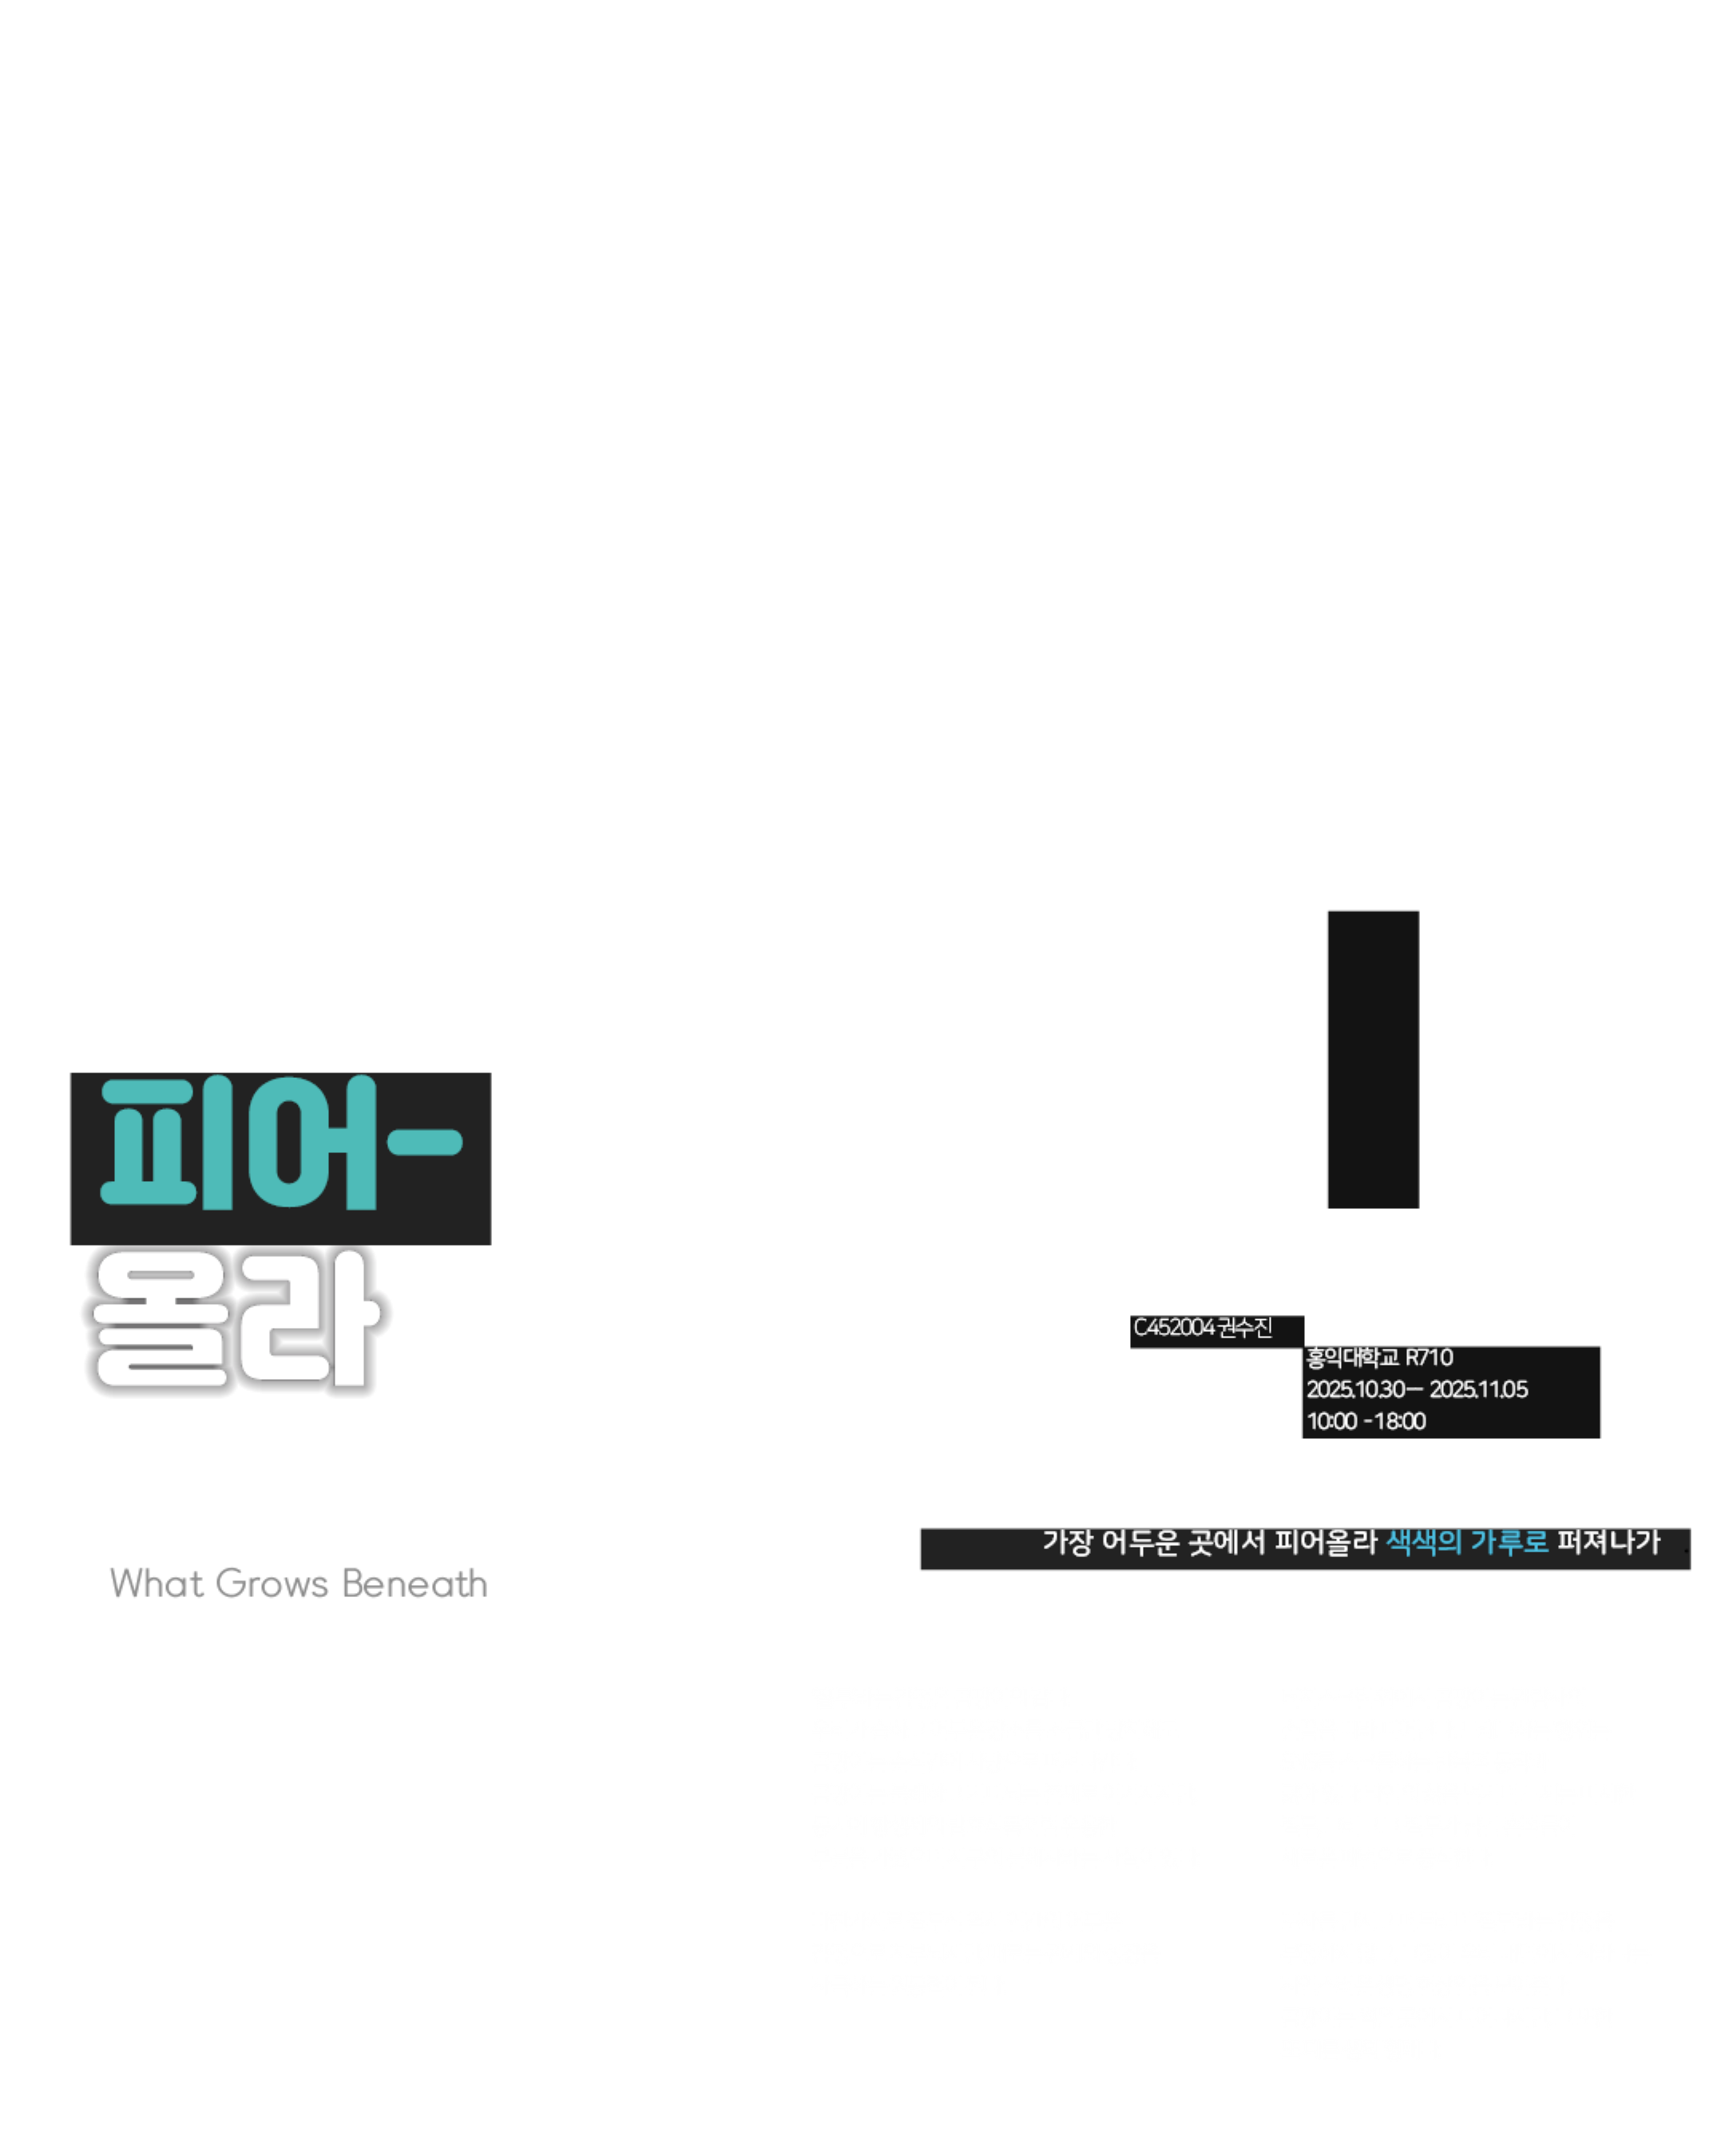 피어-
올라
What Grows Beneath
C452004 권수진
홍익대학교 R710
2025.10.30— 2025.11.05
10:00 -18:00
가장 어두운 곳에서 피어올라 색색의 가루로 퍼져나가